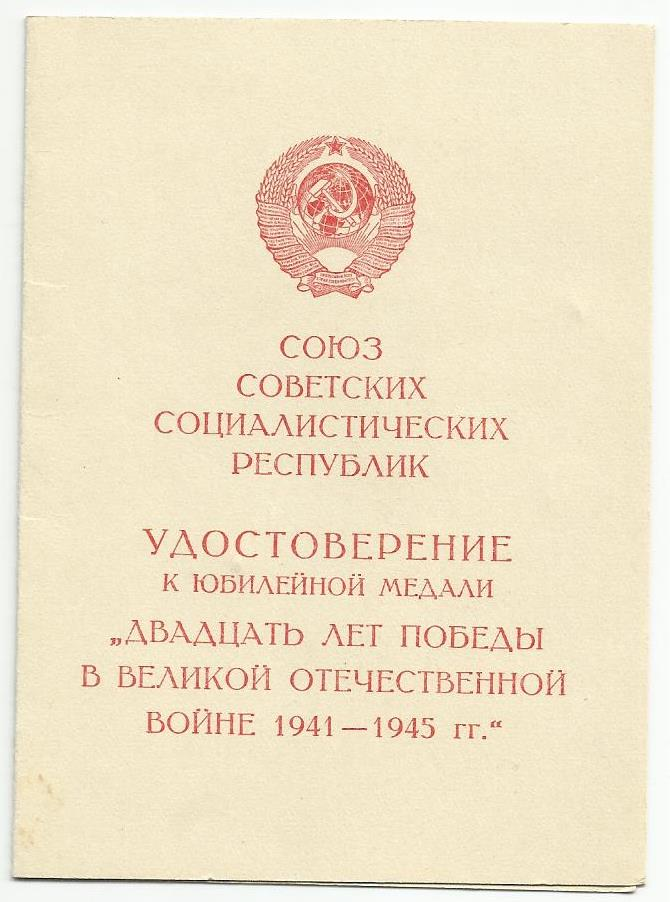 СОЮЗ
СОВЕТСКИХ
СОЦИАЛИСТИЧЕСКИХ
РЕСПУБЛИК
УДОСТОВЕРЕНИЕ
К ЮБИЛЕЙНОЙ МЕДАЛИ
„ДВАДЦАТЬ ЛЕТ ПОБЕДЫ
В ВЕЛИКОЙ ОТЕЧЕСТВЕННОЙ
ВОЙНЕ 1941—1945 гг.“